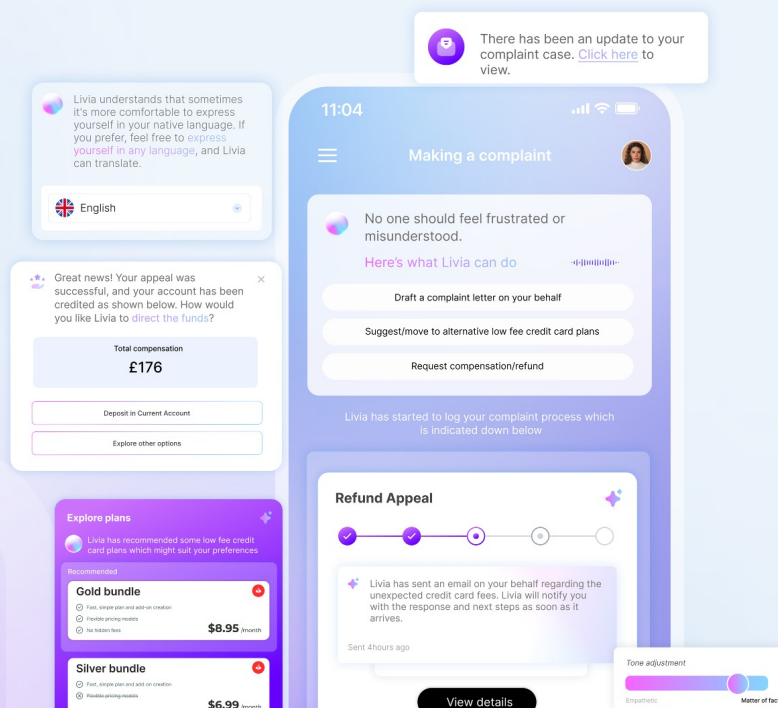 There has been an update to your
complaint case. Click here to
view.
Livia understands that sometimes
it's more comfortable to express
yourself in your native language. If
you prefer, feel free to express
yourself in any language, and Livia
can translate.
English
Great news! Your appeal was
successful, and your account has been
credited as shown below. How would
you like Livia to direct the funds?
Total compensation
£176
Deposit in Current Account
Explore other options
Explore plans
Livia has recommended some low fee credit
card plans which might suit your preferences
Recommended
Gold bundle
Fast, simple plan and add-on creation
Flexible pricing models
No hidden fees
$8.95 /month
Silver bundle
Fast, simple plan and add on creation
Flexible pricing models
$6.99 /month
11:04
Making a complaint
No one should feel frustrated or
misunderstood.
Here's what Livia can do
Draft a complaint letter on your behalf
Suggest/move to alternative low fee credit card plans
Request compensation/refund
Livia has started to log your complaint process which
is indicated down below
Refund Appeal
Livia has sent an email on your behalf regarding the
unexpected credit card fees. Livia will notify you
with the response and next steps as soon as it
arrives.
Sent 4hours ago
View details
Tone adjustment
Empathetic
Matter of fac